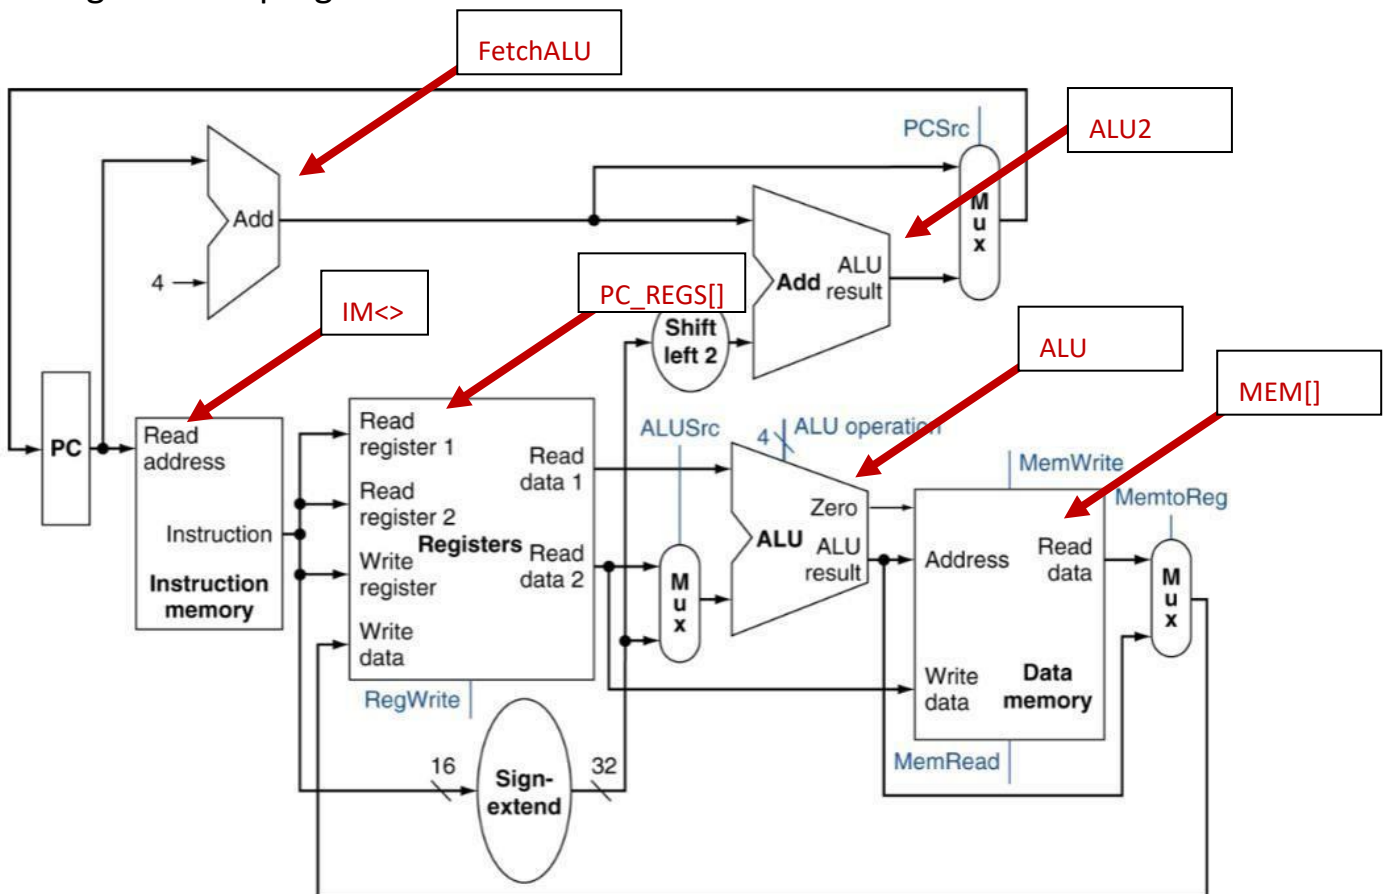 FetchALU
ALU2
PCSrc
M
u
x
Add
4
Add
ALU
result
IM<>
PC_REGS[]
Shift
left 2
ALU
MEM[]
PC
Read
address
Instruction
Instruction
memory
Read
register 1
Read
register 2
Write
register
Write
data
Registers
Read
data 1
Read
data 2
RegWrite
ALUSrc
M
u
x
4
ALU operation
Zero
ALU
ALU
result
MemWrite
MemtoReg
Address
Read
data
Write
data
Data
memory
MemRead
M
u
x
16
Sign-
extend
32